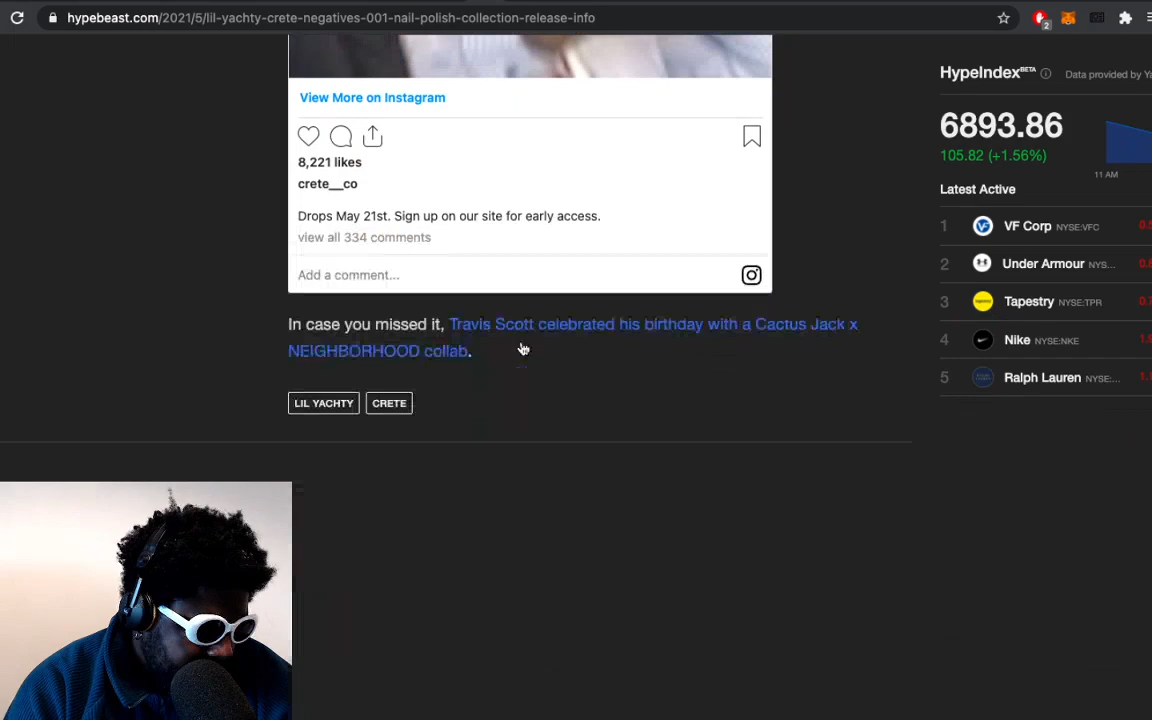 hypebeast.com/2021/5/lil-yachty-crete-negatives-001-nail-polish-collection-release-info
2
View More on Instagram
8,221 likes
crete__co
Drops May 21st. Sign up on our site for early access.
view all 334 comments
Add a comment...
In case you missed it, Travis Scott celebrated his birthday with a Cactus Jack x
NEIGHBORHOOD collab.
LIL YACHTY CRETE
HypeIndex BETA Data provided by
6893.86
105.82 (+1.56%)
11 AM
Latest Active
1 VF Corp NYSE:VFC
2 Under Armour NYS...
3 Tapestry NYSE:TPR
4 Nike NYSE:NKE
5 Ralph Lauren NYSE:...